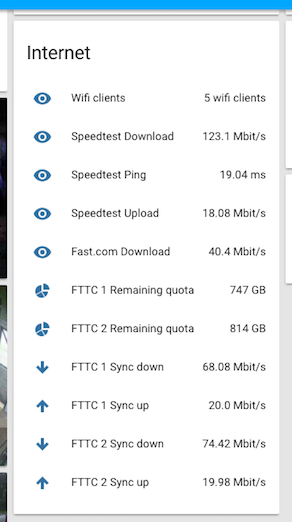 Internet
Wifi clients 5 wifi clients
Speedtest Download 123.1 Mbit/s
Speedtest Ping 19.04 ms
Speedtest Upload 18.08 Mbit/s
Fast.com Download 40.4 Mbit/s
FTTC 1 Remaining quota 747 GB
FTTC 2 Remaining quota 814 GB
FTTC 1 Sync down 68.08 Mbit/s
FTTC 1 Sync up 20.0 Mbit/s
FTTC 2 Sync down 74.42 Mbit/s
FTTC 2 Sync up 19.98 Mbit/s